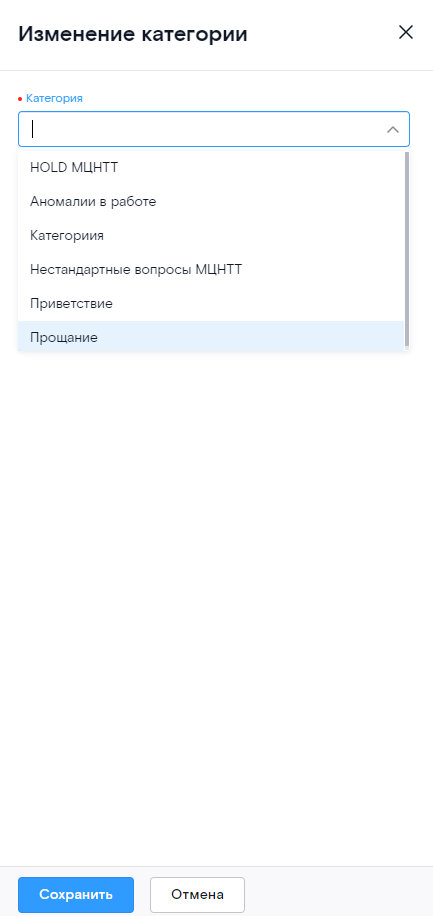 Изменение категории
Категория
HOLD МЦНТТ
Аномалии в работе
Категориия
Нестандартные вопросы МЦНТТ
Приветствие
Прощание
Сохранить
Отмена